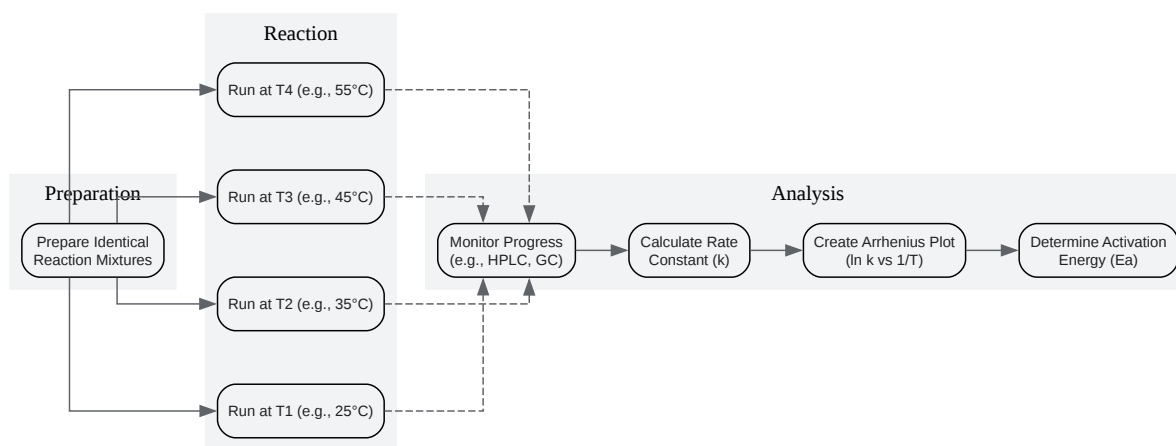 Reaction
Run at T4 (e.g., 55°C)
Run at T3 (e.g., 45°C)
Run at T2 (e.g., 35°C)
Run at T1 (e.g., 25°C)
Preparation
Prepare Identical
Reaction Mixtures
Analysis
Monitor Progress
(e.g., HPLC, GC)
Calculate Rate
Constant (k)
Create Arrhenius Plot
(ln k vs 1/T)
Determine Activation
Energy (Ea)